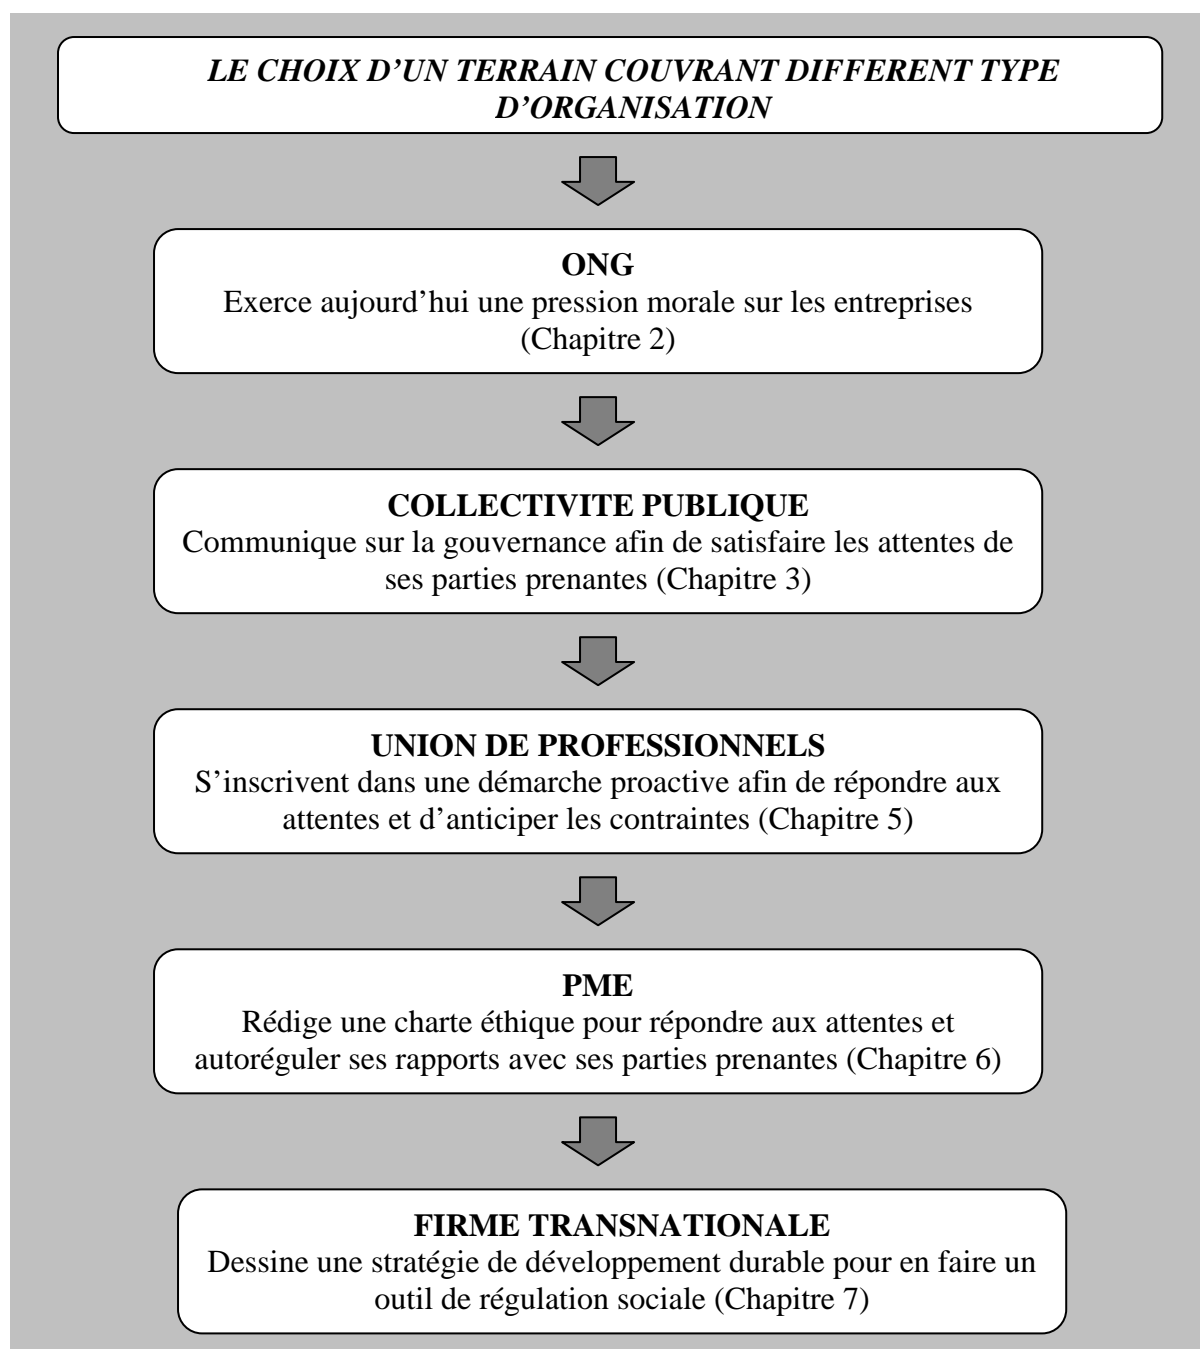 LE CHOIX D’UN TERRAIN COUVRANT DIFFERENT TYPE
D’ORGANISATION
ONG
Exerce aujourd’hui une pression morale sur les entreprises
(Chapitre 2)
COLLECTIVITE PUBLIQUE
Communique sur la gouvernance afin de satisfaire les attentes de
ses parties prenantes (Chapitre 3)
UNION DE PROFESSIONNELS
S’inscrivent dans une démarche proactive afin de répondre aux
attentes et d’anticiper les contraintes (Chapitre 5)
PME
Rédige une charte éthique pour répondre aux attentes et
autoréguler ses rapports avec ses parties prenantes (Chapitre 6)
FIRME TRANSNATIONALE
Dessine une stratégie de développement durable pour en faire un
outil de régulation sociale (Chapitre 7)